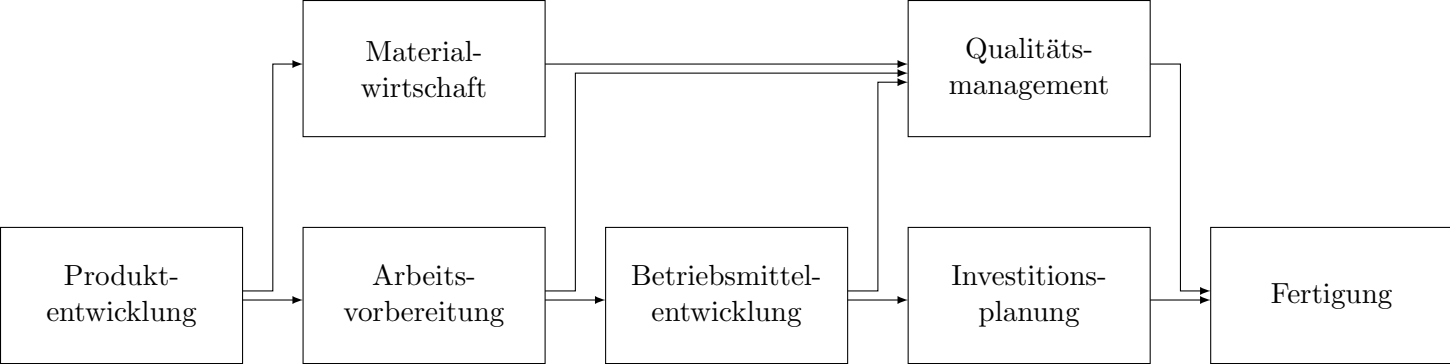 Material-
wirtschaft
Qualitäts-
management
Produkt-
entwicklung
Arbeits-
vorbereitung
Betriebsmittel-
entwicklung
Investitions-
planung
Fertigung